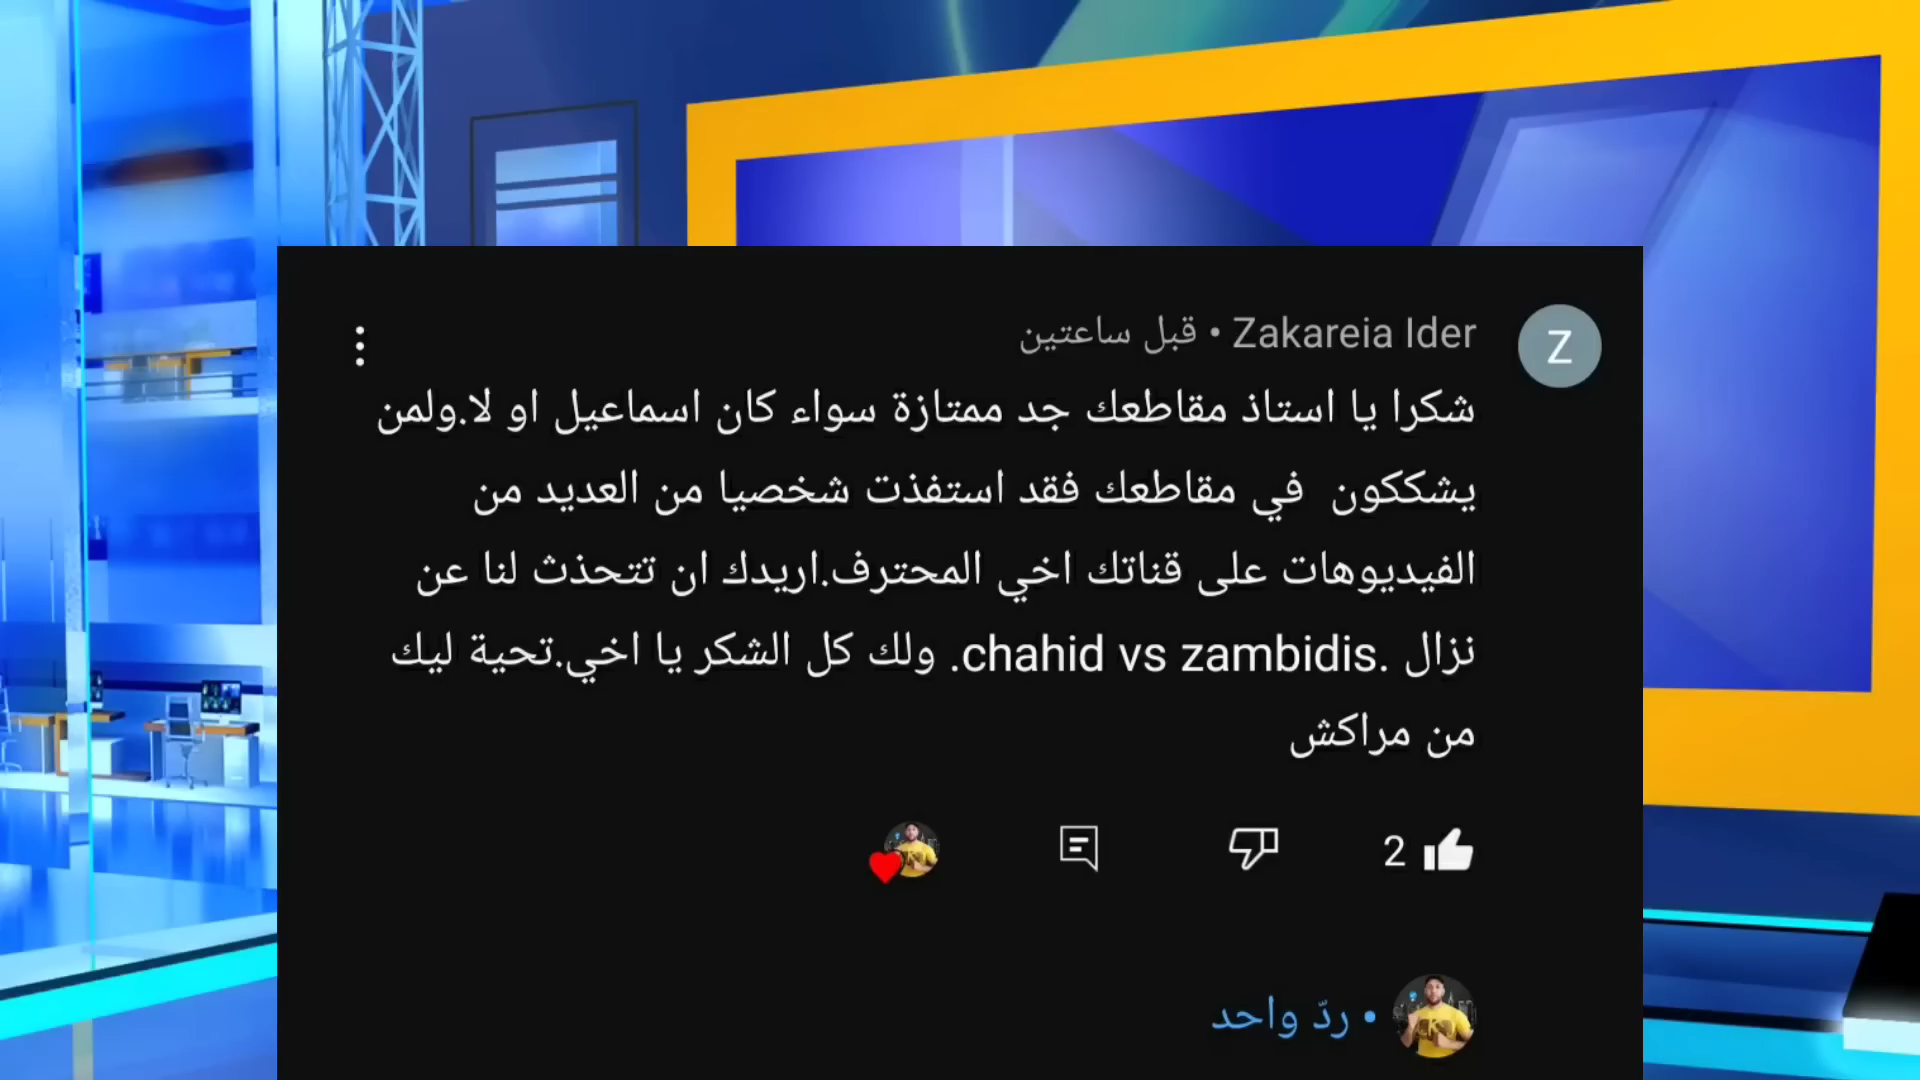 Zakareia Ider • قبل ساعتين
Z
شكرا يا استاذ مقاطعك جد ممتازة سواء كان اسماعيل او لا.ولمن
يشككون في مقاطعك فقد استفذت شخصيا من العديد من
الفيديوهات على قناتك اخي المحترف.اريدك ان تتحذث لنا عن
نزال .chahid vs zambidis. ولك كل الشكر يا اخي.تحية ليك
من مراكش
2
• ردّ واحد